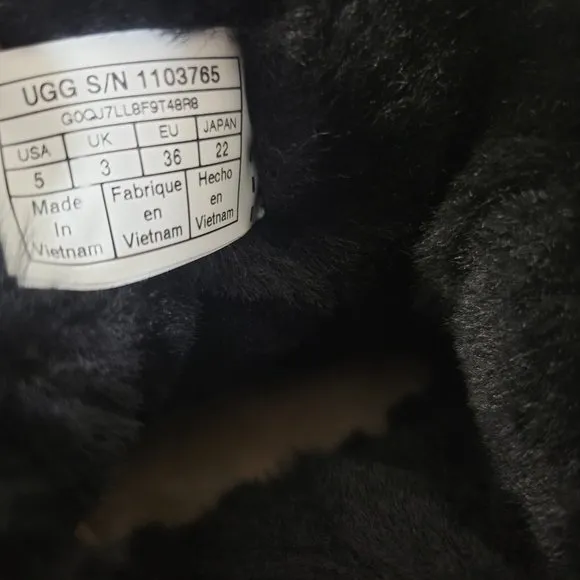 UGG S/N 1103765
G0QJ7LL8F9T48R8
USA UK EU JAPAN
5 3 36 22
Made In Vietnam
Fabrique en Vietnam
Hecho en Vietnam